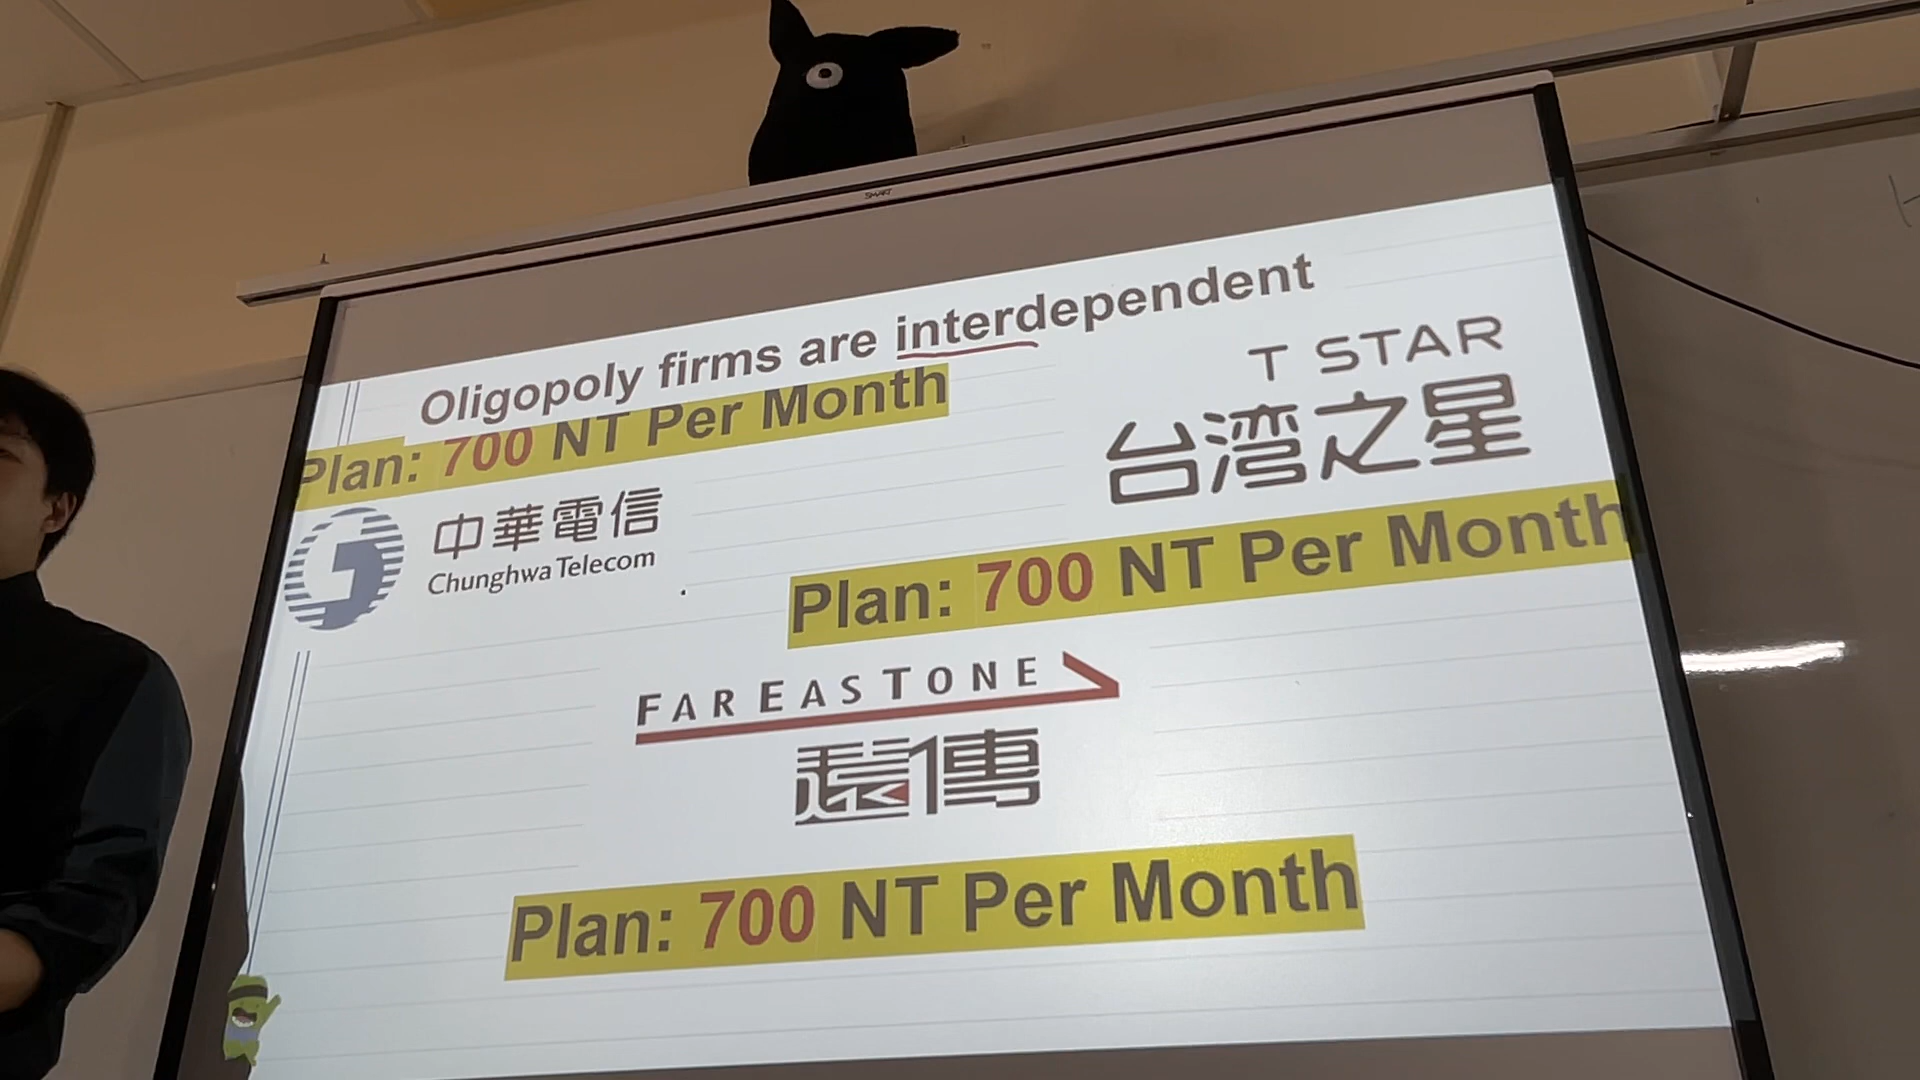 SMART
Oligopoly firms are interdependent
Plan: 700 NT Per Month
中華電信
Chunghwa Telecom
T STAR
台湾之星
Plan: 700 NT Per Month
FAREASTONE
遠傳
Plan: 700 NT Per Month